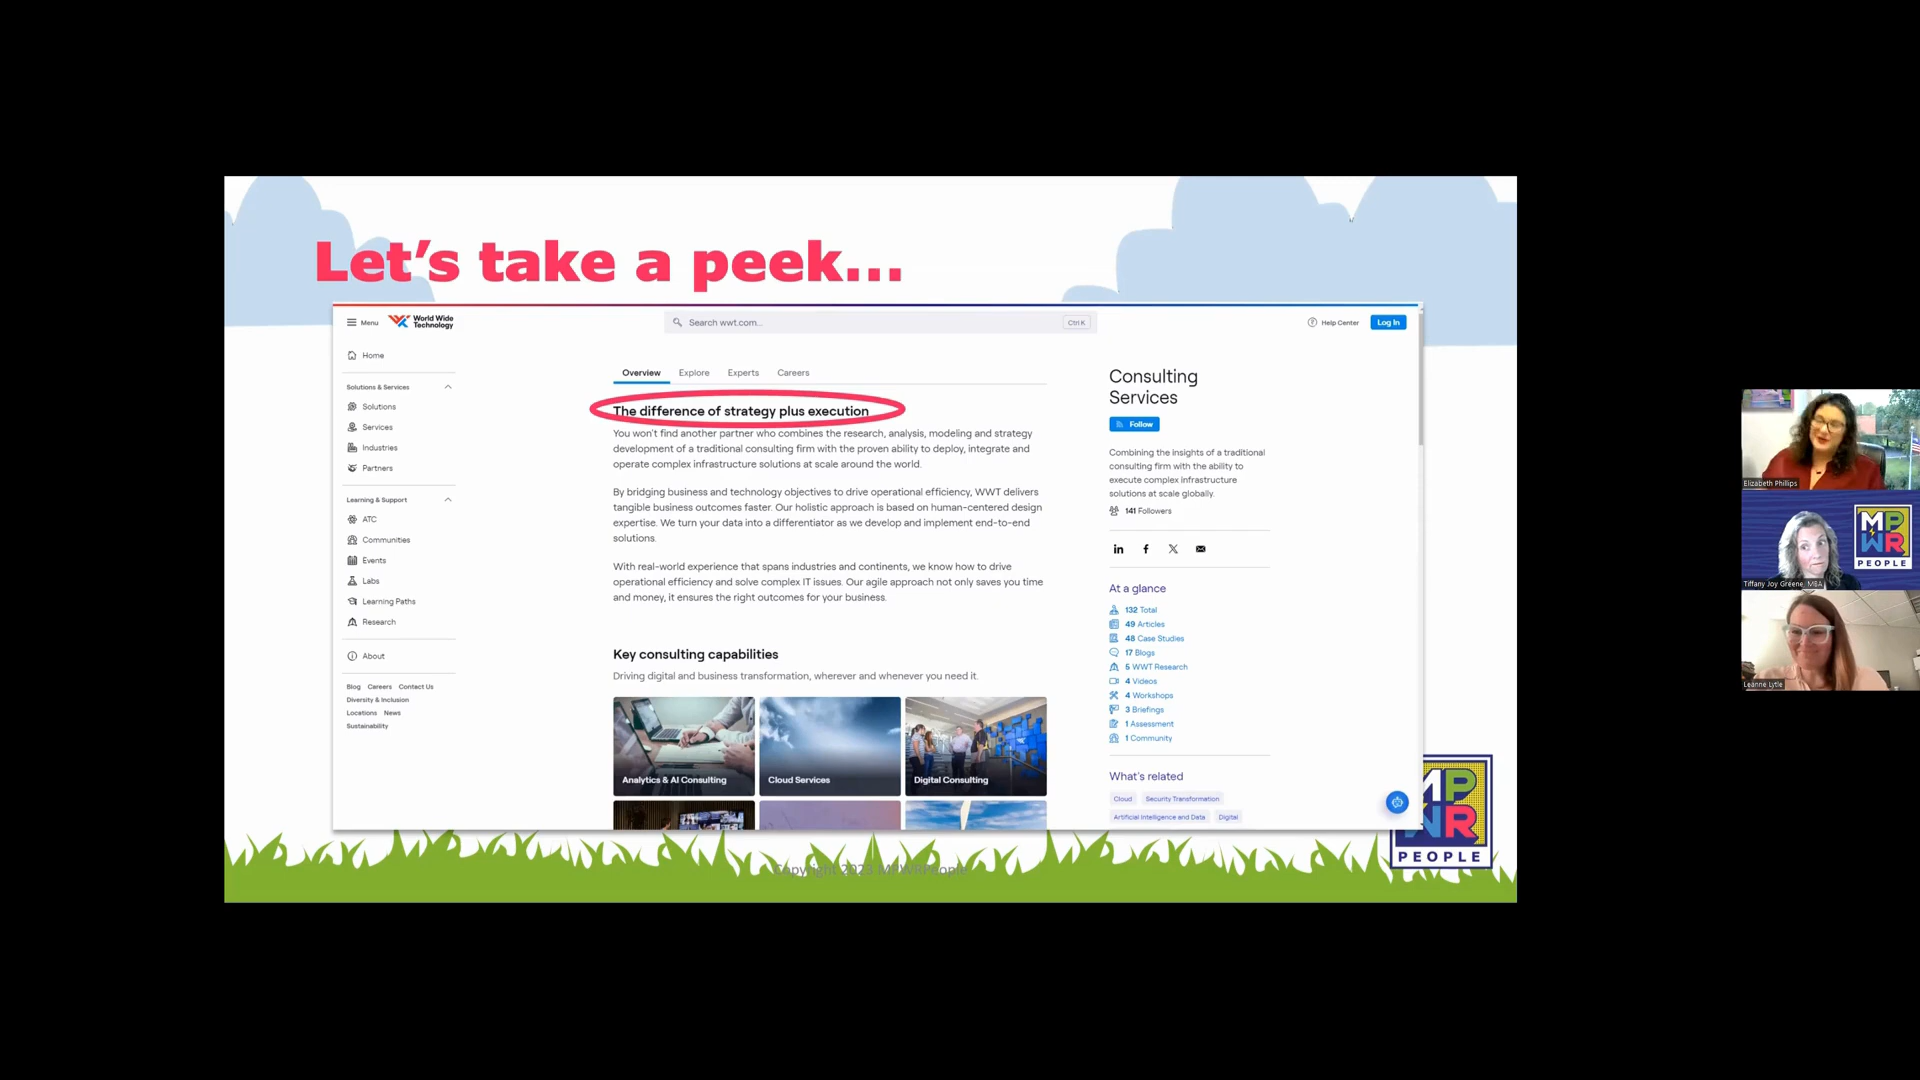 Let's take a peek...
Menu
World Wide
Technology
Search wwt.com...
Ctrl K
Help Center
Log In
Home
Solutions & Services
Solutions
Services
Industries
Partners
Learning & Support
ATC
Communities
Events
Labs
Learning Paths
Research
About
Blog Careers Contact Us
Diversity & Inclusion
Locations News
Sustainability
Overview Explore Experts Careers
The difference of strategy plus execution
You won't find another partner who combines the research, analysis, modeling and strategy
development of a traditional consulting firm with the proven ability to deploy, integrate and
operate complex infrastructure solutions at scale around the world.
By bridging business and technology objectives to drive operational efficiency, WWT delivers
tangible business outcomes faster. Our holistic approach is based on human-centered design
expertise. We turn your data into a differentiator as we develop and implement end-to-end
solutions.
With real-world experience that spans industries and continents, we know how to drive
operational efficiency and solve complex IT issues. Our agile approach not only saves you time
and money, it ensures the right outcomes for your business.
Key consulting capabilities
Driving digital and business transformation, wherever and whenever you need it.
Analytics & AI Consulting
Cloud Services
Digital Consulting
Consulting
Services
Follow
Combining the insights of a traditional
consulting firm with the ability to
execute complex infrastructure
solutions at scale globally.
141 Followers
At a glance
132 Total
49 Articles
48 Case Studies
17 Blogs
5 WWT Research
4 Videos
4 Workshops
3 Briefings
1 Assessment
1 Community
What's related
Cloud Security Transformation
Artificial Intelligence and Data Digital
MP
WR
PEOPLE
Copyright 2023 MPWRPeople
Elizabeth Phillips
MP
WR
PEOPLE
Tiffany Joy Greene, MBA
Leanne Lytle